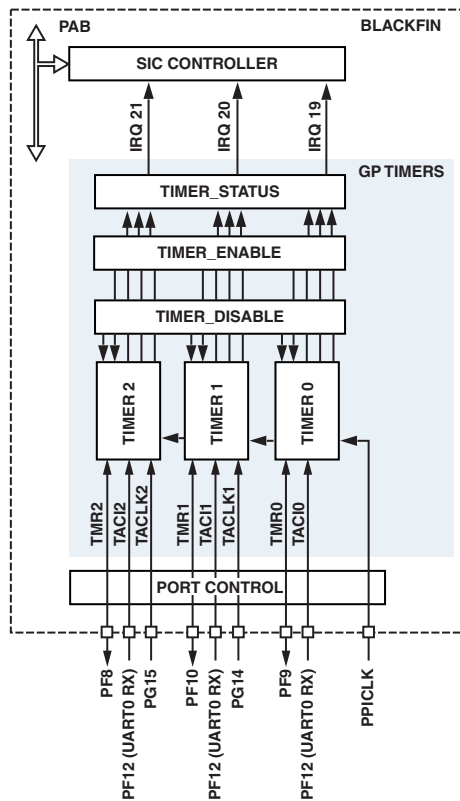 PAB
BLACKFIN
SIC CONTROLLER
IRQ 21
IRQ 20
IRQ 19
GP TIMERS
TIMER_STATUS
TIMER_ENABLE
TIMER_DISABLE
TIMER 2
TIMER 1
TIMER 0
TMR2
TACI2
TACLK2
TMR1
TACI1
TACLK1
TMR0
TACI0
PORT CONTROL
PF8
PF12 (UART0 RX)
PG15
PF10
PF12 (UART0 RX)
PG14
PF9
PF12 (UART0 RX)
PPICLK